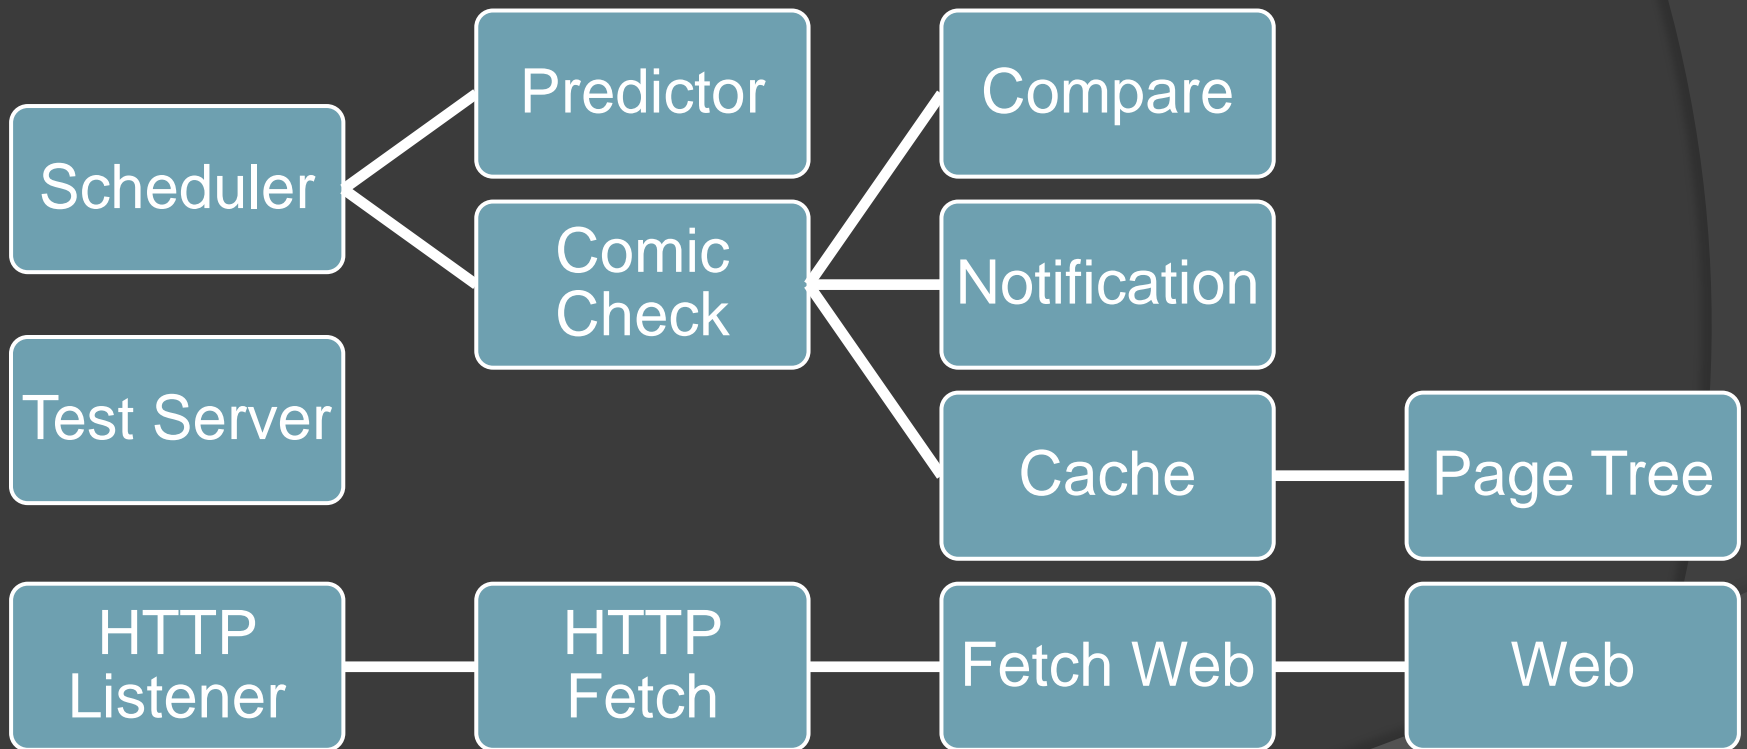 Scheduler
Predictor
Comic
Check
Compare
Notification
Cache
Page Tree
Test Server
HTTP
Listener
HTTP
Fetch
Fetch Web
Web